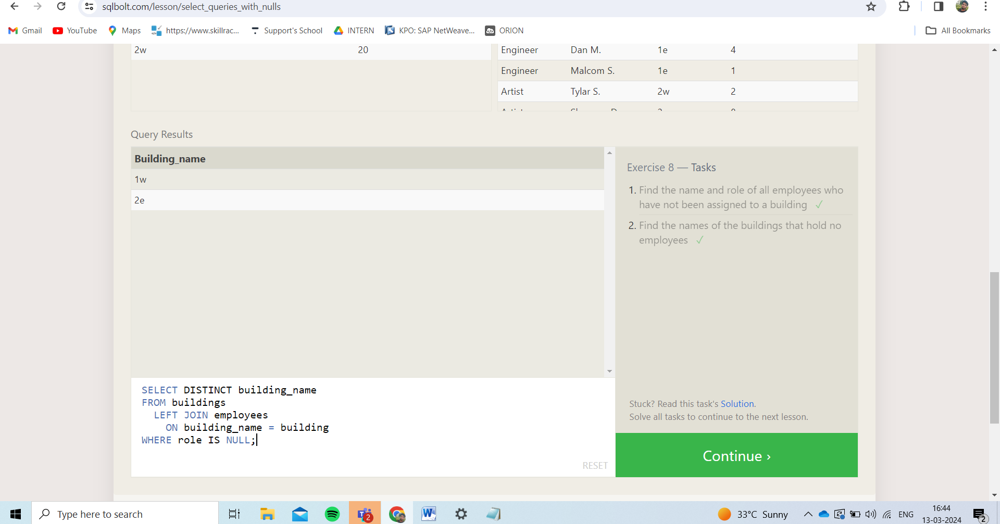 sqlbolt.com/lesson/select_queries_with_nulls
Gmail YouTube Maps https://www.skillrac... Support's School INTERN KPO: SAP NetWeave... ORION All Bookmarks
2w 20
Engineer Dan M. 1e 4
Engineer Malcom S. 1e 1
Artist Tylar S. 2w 2
Query Results
Building_name
1w
2e
Exercise 8 — Tasks
1. Find the name and role of all employees who
have not been assigned to a building ✓
2. Find the names of the buildings that hold no
employees ✓
SELECT DISTINCT building_name
FROM buildings
LEFT JOIN employees
ON building_name = building
WHERE role IS NULL;
RESET
Stuck? Read this task's Solution.
Solve all tasks to continue to the next lesson.
Continue ›
Type here to search
2
33°C Sunny
ENG
16:44
13-03-2024
2